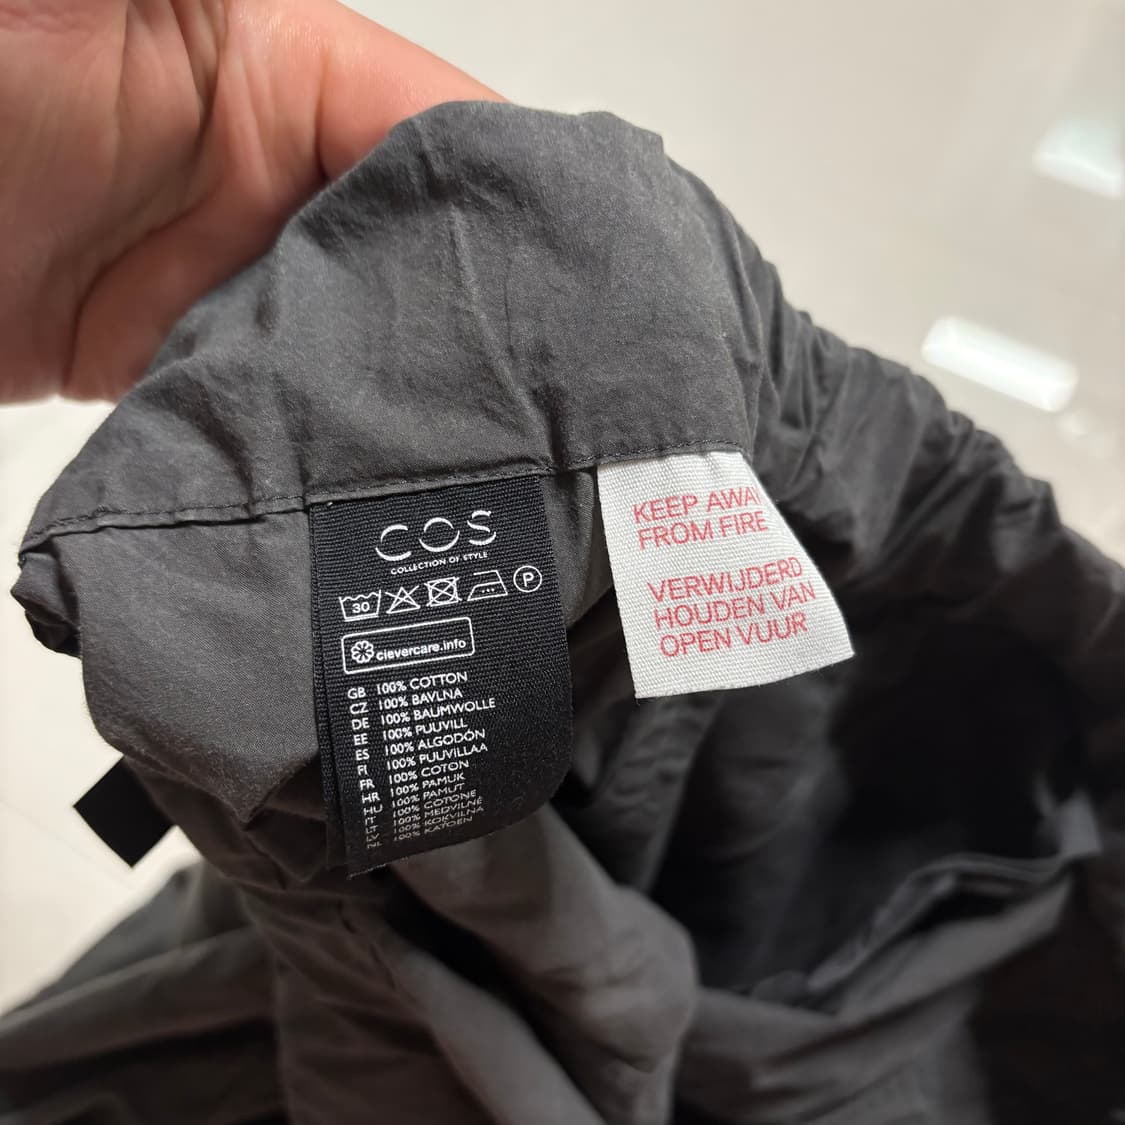 COS
COLLECTION OF STYLE
30
P
clevercare.info
GB 100% COTTON
CZ 100% BAVLNA
DE 100% BAUMWOLLE
EE 100% PUUVILL
ES 100% ALGODÓN
FI 100% PUUVILLAA
FR 100% COTON
HR 100% PAMUK
HU 100% PAMUT
IT 100% COTONE
LT 100% MEDVILNĖ
LV 100% KOKVILNA
NL 100% KATOEN
KEEP AWAY
FROM FIRE
VERWIJDERD
HOUDEN VAN
OPEN VUUR